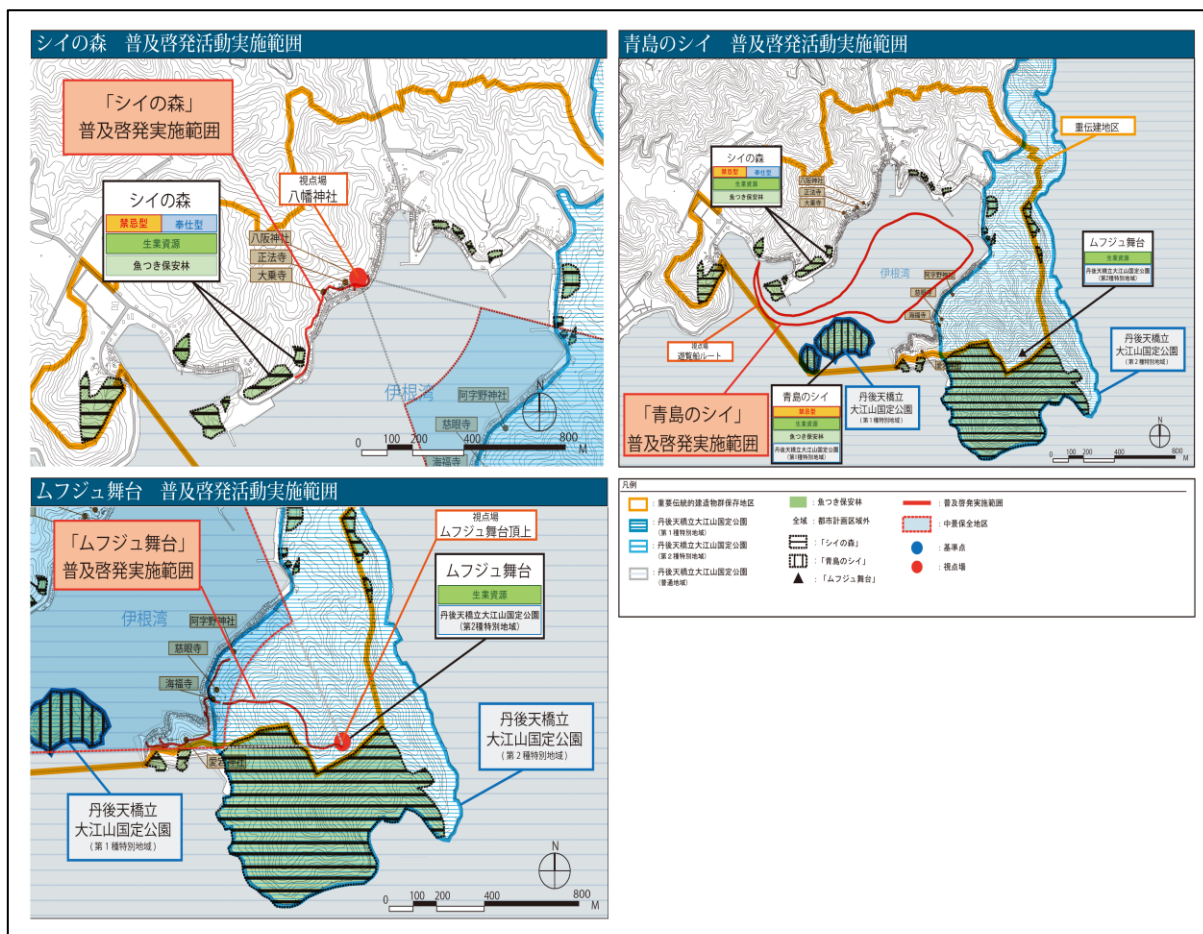 シイの森 普及啓発活動実施範囲
「シイの森」
普及啓発実施範囲
視点場
八幡神社
シイの森
禁忌型 奉仕型
生業資源
魚つき保安林
八阪神社
正法寺
大乗寺
伊根湾
阿字野神社
慈眼寺
海福寺
N
0 100 200 400 800
M
青島のシイ 普及啓発活動実施範囲
重伝建地区
シイの森
禁忌型 奉仕型
生業資源
魚つき保安林
八阪神社
正法寺
大乗寺
ムフジュ舞台
生業資源
丹後天橋立大江山国定公園
(第2種特別地域)
伊根湾
阿字野神社
慈眼寺
海福寺
視点場
遊覧船ルート
「青島のシイ」
普及啓発実施範囲
青島のシイ
禁忌型
生業資源
魚つき保安林
丹後天橋立大江山国定公園
(第1種特別地域)
丹後天橋立
大江山国定公園
(第1種特別地域)
丹後天橋立
大江山国定公園
(第2種特別地域)
N
0 100 200 400 800
M
ムフジュ舞台 普及啓発活動実施範囲
「ムフジュ舞台」
普及啓発実施範囲
視点場
ムフジュ舞台頂上
ムフジュ舞台
生業資源
丹後天橋立大江山国定公園
(第2種特別地域)
伊根湾
阿字野神社
慈眼寺
海福寺
愛宕神社
丹後天橋立
大江山国定公園
(第1種特別地域)
丹後天橋立
大江山国定公園
(第2種特別地域)
N
0 100 200 400 800
M
凡例
:重要伝統的建造物群保存地区
:丹後天橋立大江山国定公園
(第1種特別地域)
:丹後天橋立大江山国定公園
(第2種特別地域)
:丹後天橋立大江山国定公園
(普通地域)
:魚つき保安林
全域 :都市計画区域外
:「シイの森」
:「青島のシイ」
:「ムフジュ舞台」
:普及啓発実施範囲
:中景保全地区
:基準点
:視点場